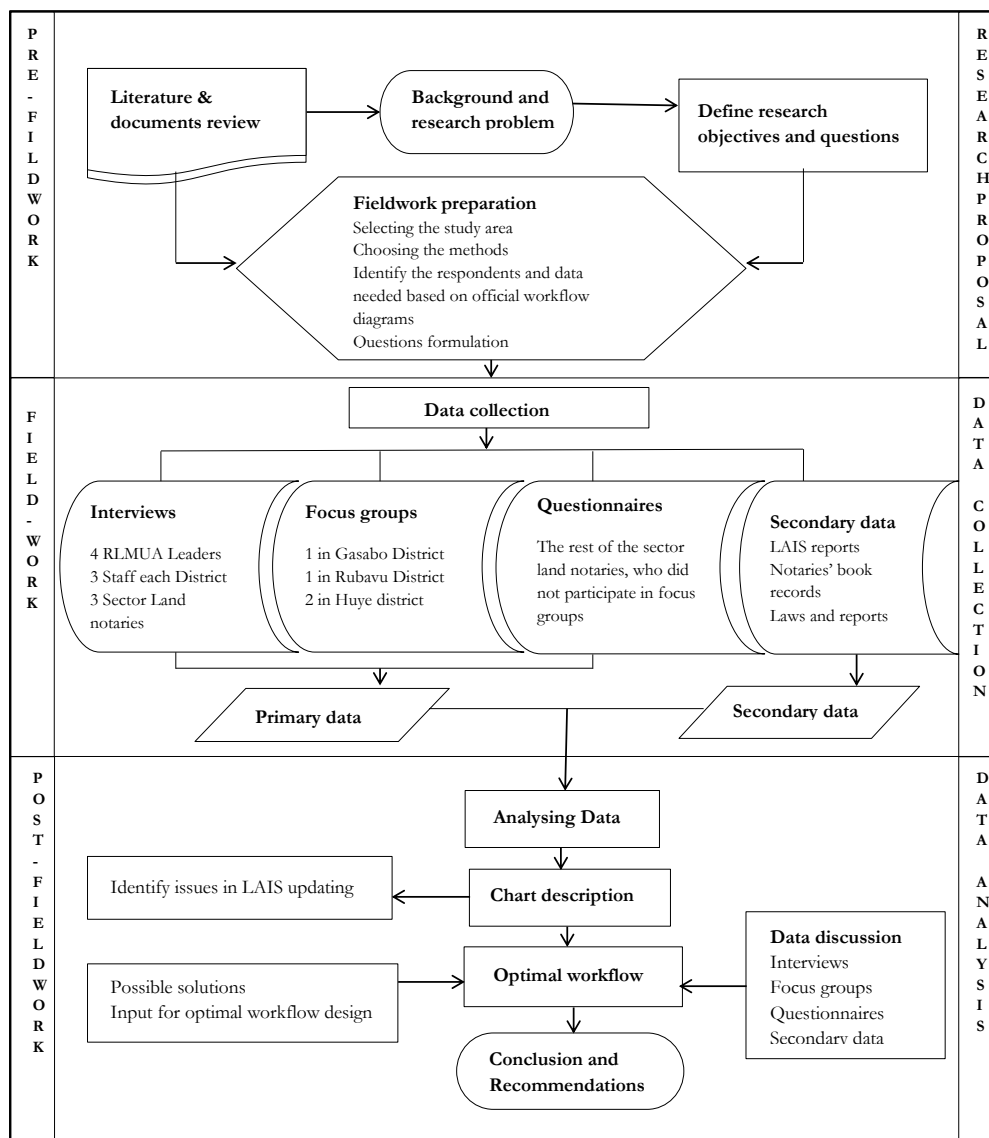 PRE-FIELDWORK
RESEARCH PROPOSAL
Literature &
documents review
Background and
research problem
Define research
objectives and questions
Fieldwork preparation
Selecting the study area
Choosing the methods
Identify the respondents and data
needed based on official workflow
diagrams
Questions formulation
FIELD-WORK
DATA COLLECTION
Data collection
Interviews
4 RLMUA Leaders
3 Staff each District
3 Sector Land
notaries
Focus groups
1 in Gasabo District
1 in Rubavu District
2 in Huye district
Questionnaires
The rest of the sector
land notaries, who did
not participate in focus
groups
Secondary data
LAIS reports
Notaries' book
records
Laws and reports
Primary data
Secondary data
POST-FIELDWORK
DATA ANALYSIS
Analysing Data
Identify issues in LAIS updating
Chart description
Possible solutions
Input for optimal workflow design
Optimal workflow
Data discussion
Interviews
Focus groups
Questionnaires
Secondary data
Conclusion and
Recommendations